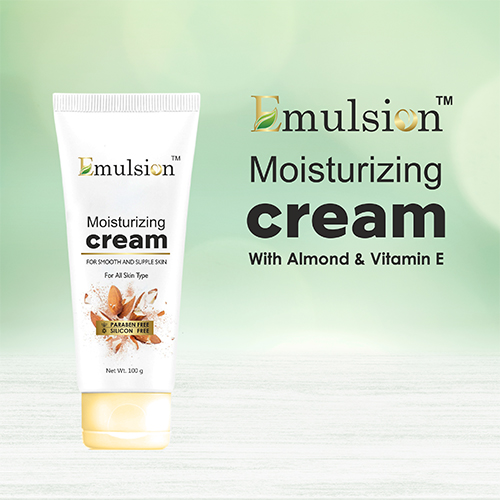 Emulsion™
Moisturizing
cream
FOR SMOOTH AND SUPPLE SKIN
For All Skin Type
PARABEN FREE
SILICON FREE
Net Wt. 100 g
Emulsion™
Moisturizing
cream
With Almond & Vitamin E